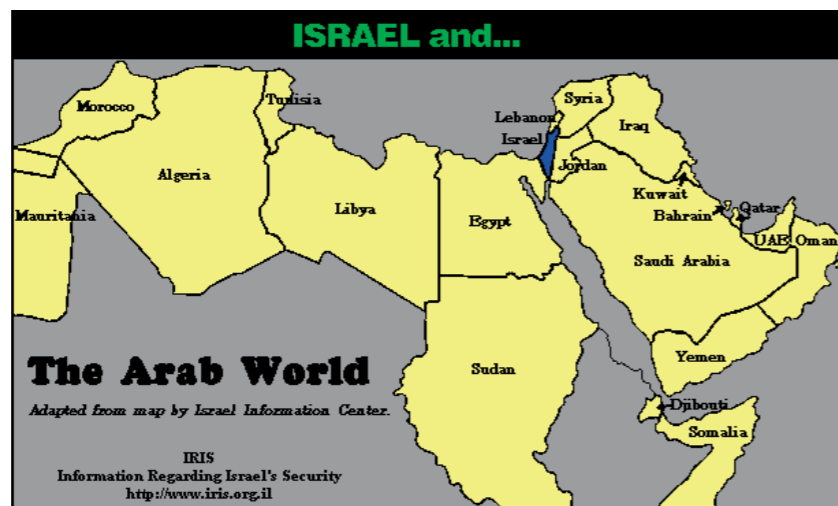 ISRAEL and...
Morocco
Tunisia
Algeria
Mauritania
Libya
Egypt
Sudan
Lebanon
Israel
Syria
Iraq
Jordan
Kuwait
Bahrain
Qatar
UAE
Oman
Saudi Arabia
Yemen
Djibouti
Somalia
The Arab World
Adapted from map by Israel Information Center.
IRIS
Information Regarding Israel's Security
http://www.iris.org.il